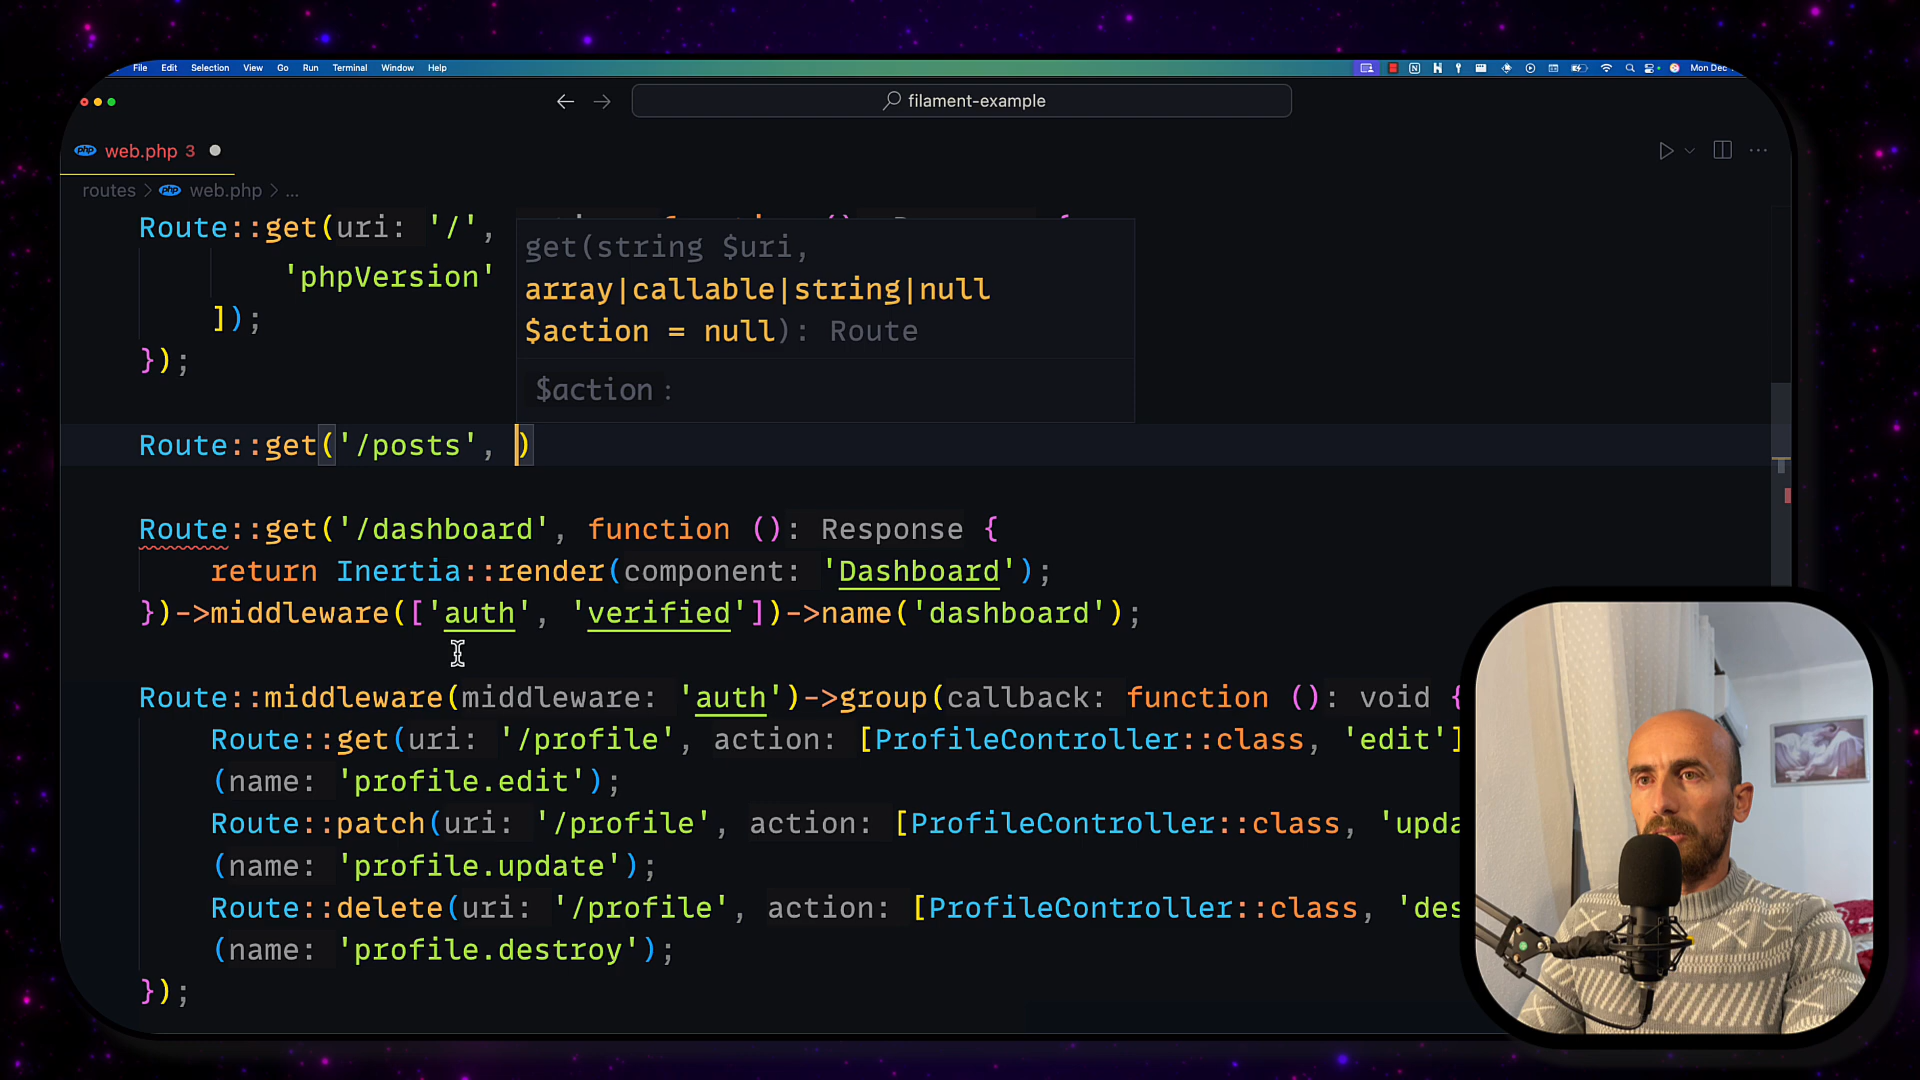 File Edit Selection View Go Run Terminal Window Help
Mon Dec
filament-example
php web.php 3
routes > php web.php > ...
Route::get(uri: '/',
get(string $uri,
'phpVersion'
array|callable|string|null
]);
$action = null): Route
});
$action :
Route::get('/posts', )
Route::get('/dashboard', function (): Response {
return Inertia::render(component: 'Dashboard');
})->middleware(['auth', 'verified'])->name('dashboard');
Route::middleware(middleware: 'auth')->group(callback: function (): void {
Route::get(uri: '/profile', action: [ProfileController::class, 'edit']
(name: 'profile.edit');
Route::patch(uri: '/profile', action: [ProfileController::class, 'upda
(name: 'profile.update');
Route::delete(uri: '/profile', action: [ProfileController::class, 'des
(name: 'profile.destroy');
});